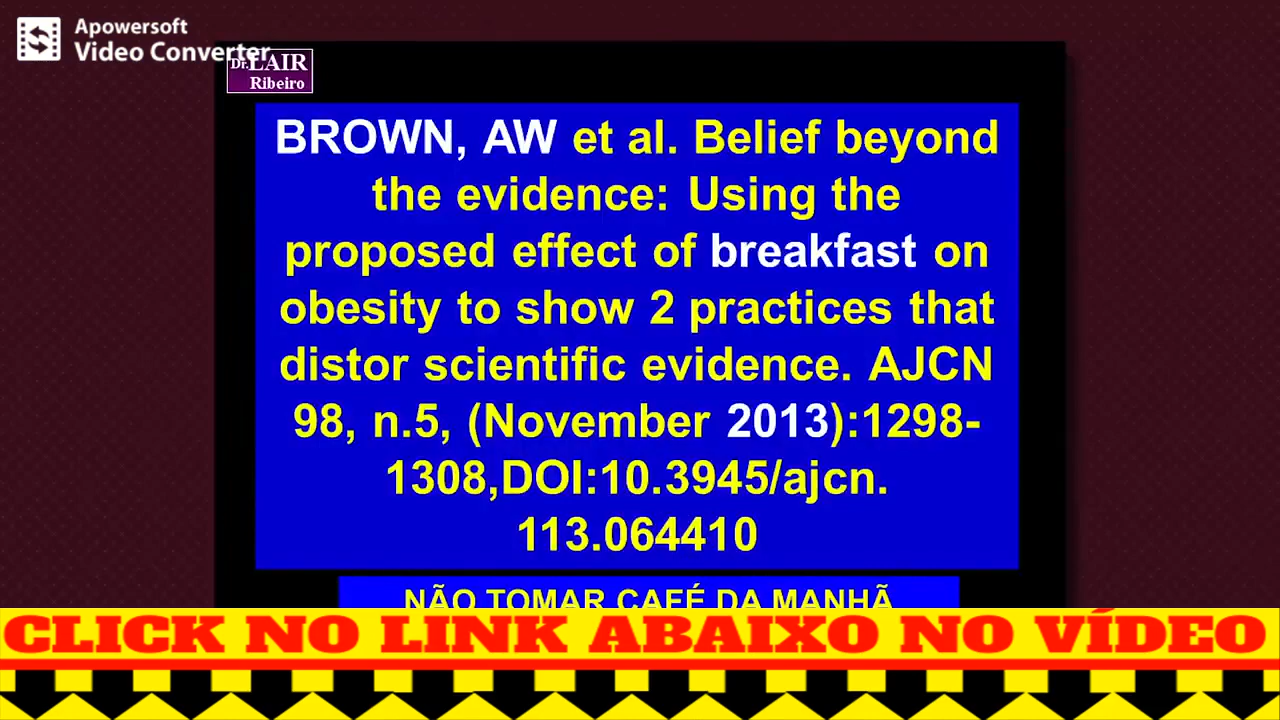 Apowersoft
Video Converter
Dr.LAIR
Ribeiro
BROWN, AW et al. Belief beyond
the evidence: Using the
proposed effect of breakfast on
obesity to show 2 practices that
distor scientific evidence. AJCN
98, n.5, (November 2013):1298-
1308,DOI:10.3945/ajcn.
113.064410
NÃO TOMAR CAFÉ DA MANHÃ
CLICK NO LINK ABAIXO NO VÍDEO